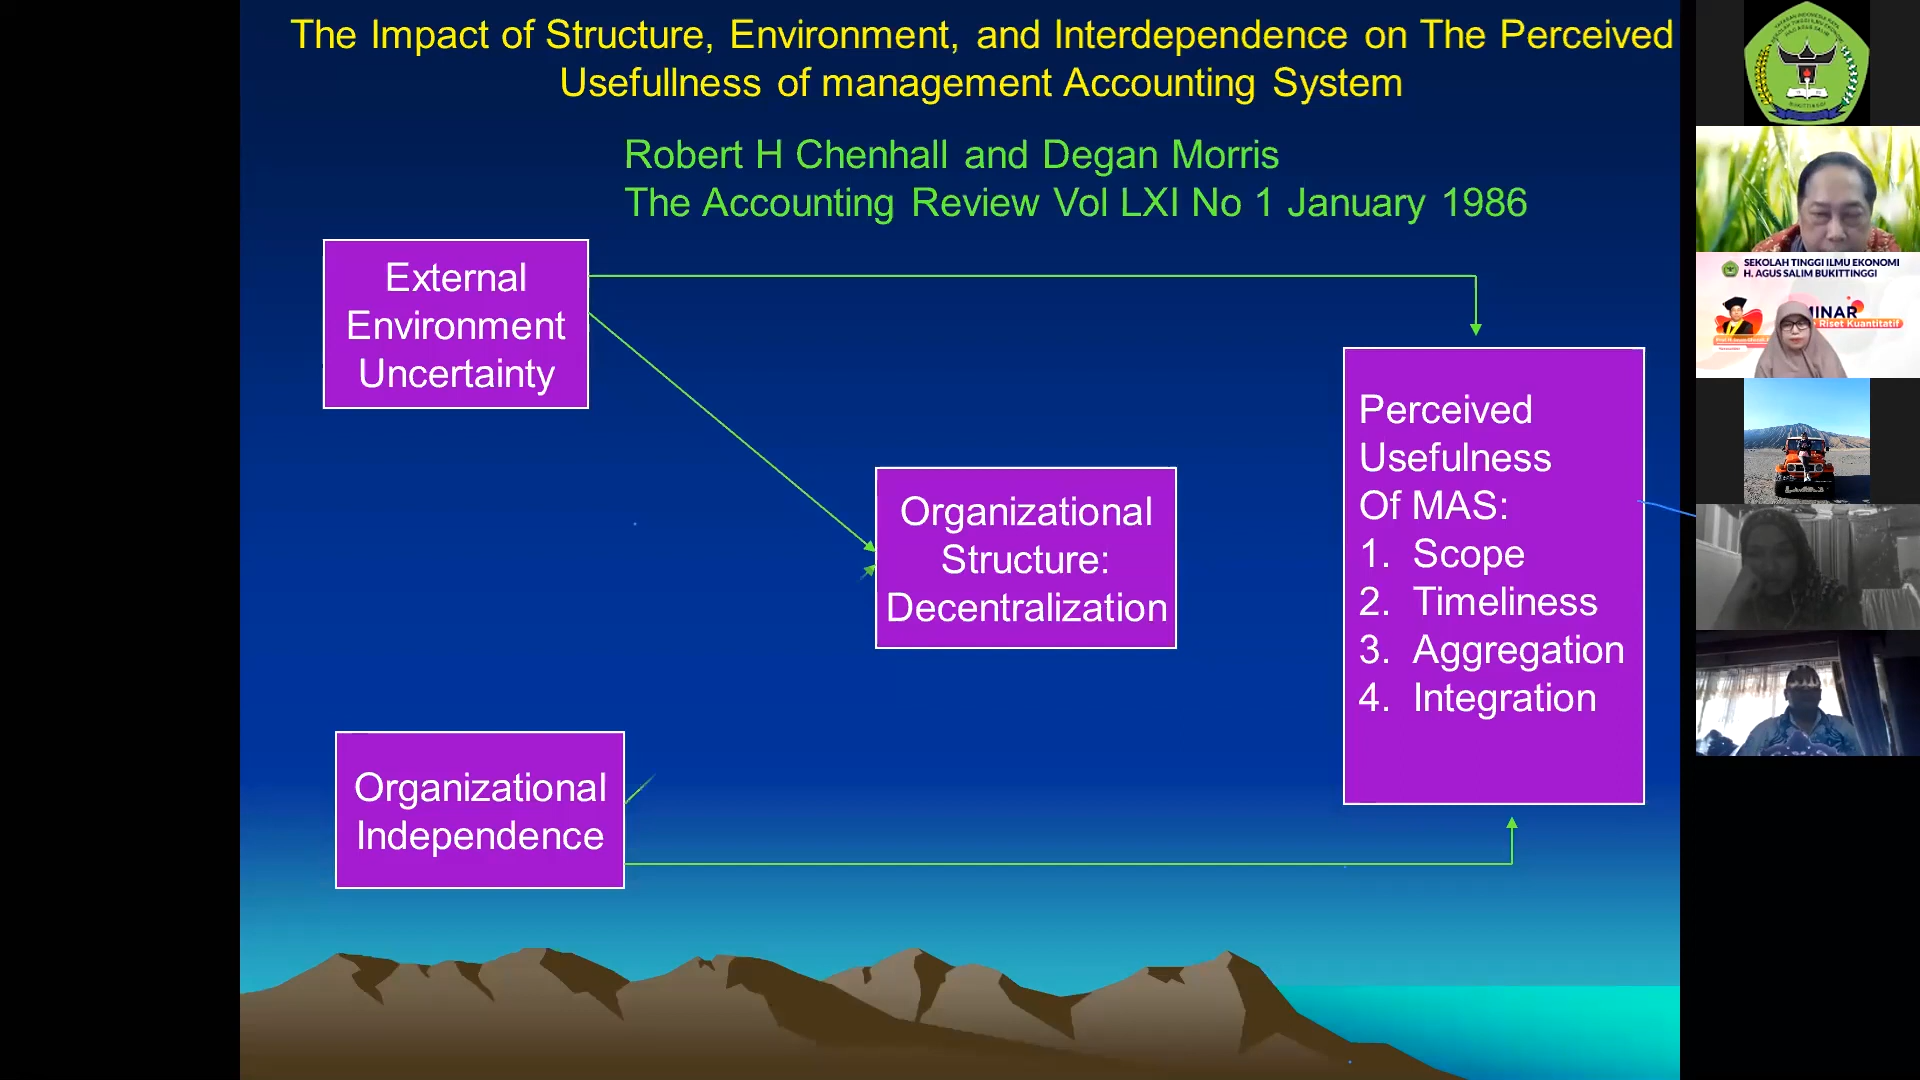 The Impact of Structure, Environment, and Interdependence on The Perceived
Usefullness of management Accounting System
Robert H Chenhall and Degan Morris
The Accounting Review Vol LXI No 1 January 1986
External
Environment
Uncertainty
Organizational
Structure:
Decentralization
Perceived
Usefulness
Of MAS:
1. Scope
2. Timeliness
3. Aggregation
4. Integration
Organizational
Independence
SEKOLAH TINGGI ILMU EKONOMI
H. AGUS SALIM BUKITTINGGI
MINAR
Riset Kuantitatif